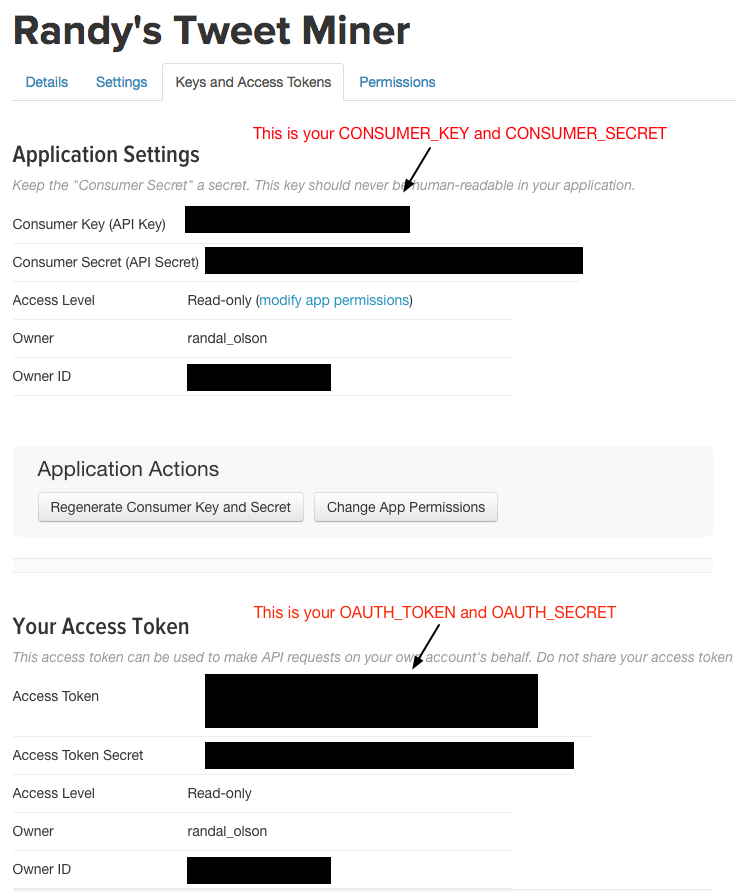 Randy's Tweet Miner
Details Settings Keys and Access Tokens Permissions
This is your CONSUMER_KEY and CONSUMER_SECRET
Application Settings
Keep the "Consumer Secret" a secret. This key should never be human-readable in your application.
Consumer Key (API Key)
Consumer Secret (API Secret)
Access Level Read-only (modify app permissions)
Owner randal_olson
Owner ID
Application Actions
Regenerate Consumer Key and Secret Change App Permissions
This is your OAUTH_TOKEN and OAUTH_SECRET
Your Access Token
This access token can be used to make API requests on your own account's behalf. Do not share your access token
Access Token
Access Token Secret
Access Level Read-only
Owner randal_olson
Owner ID